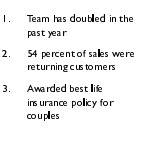 1. Team has doubled in the
past year
2. 54 percent of sales were
returning customers
3. Awarded best life
insurance policy for
couples